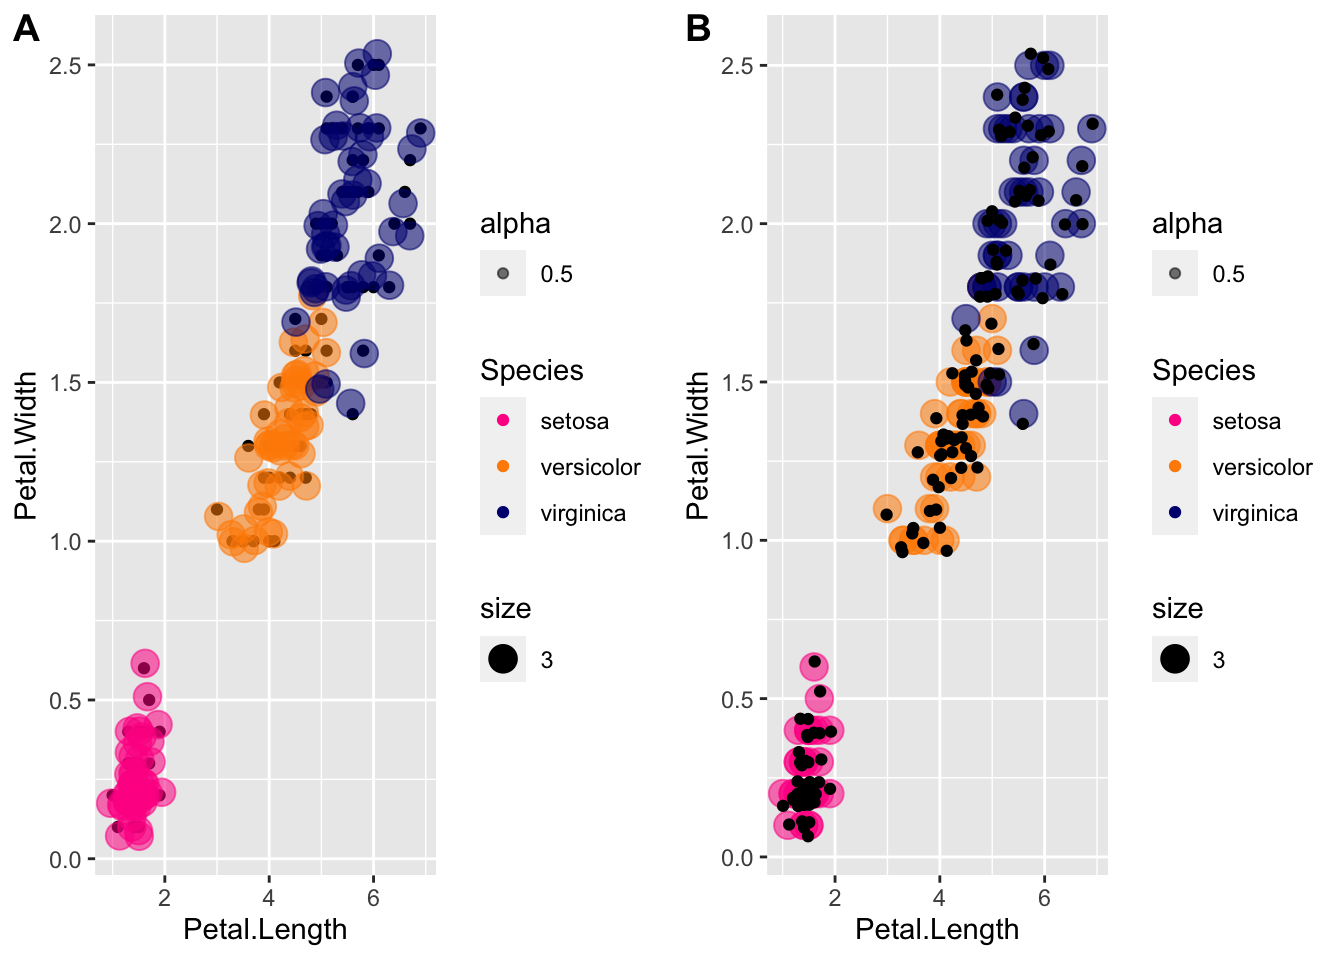 A
2.5
2.0
1.5
1.0
0.5
0.0
Petal.Width
2 4 6
Petal.Length
alpha
0.5
Species
setosa
versicolor
virginica
size
3
B
2.5
2.0
1.5
1.0
0.5
0.0
Petal.Width
2 4 6
Petal.Length
alpha
0.5
Species
setosa
versicolor
virginica
size
3